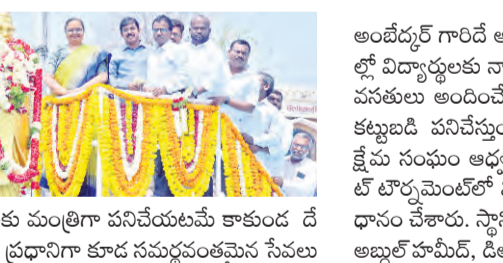 కు మంత్రిగా పనిచేయటమే కాకుండ దే
ప్రధానిగా కూడ సమర్థవంతమైన సేవలు
అంబేద్కర్ గారిదే అ
ల్లో విద్యార్థులకు నా
వసతులు అందించే
కట్టుబడి పనిచేస్తుం
క్షేమ సంఘం ఆధ్వ
ట్ టోర్నమెంట్‌లో
ధానం చేశారు. స్థాని
అబ్దుల్ హమీద్, డిల